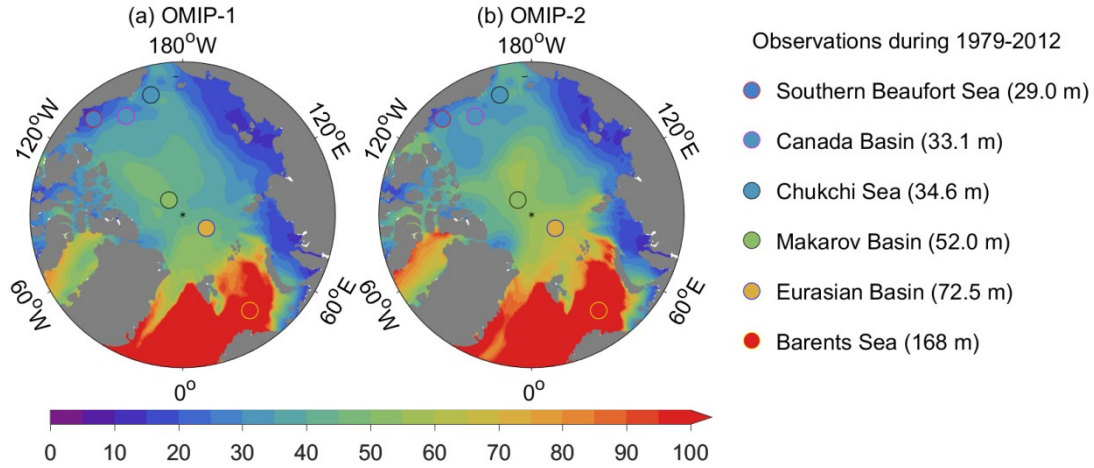 (a) OMIP-1
(b) OMIP-2
180°W
180°W
Observations during 1979-2012
120°W
120°E
120°W
120°E
Southern Beaufort Sea (29.0 m)
Canada Basin (33.1 m)
Chukchi Sea (34.6 m)
Makarov Basin (52.0 m)
Eurasian Basin (72.5 m)
Barents Sea (168 m)
60°W
60°E
60°W
60°E
0°
0°
0 10 20 30 40 50 60 70 80 90 100